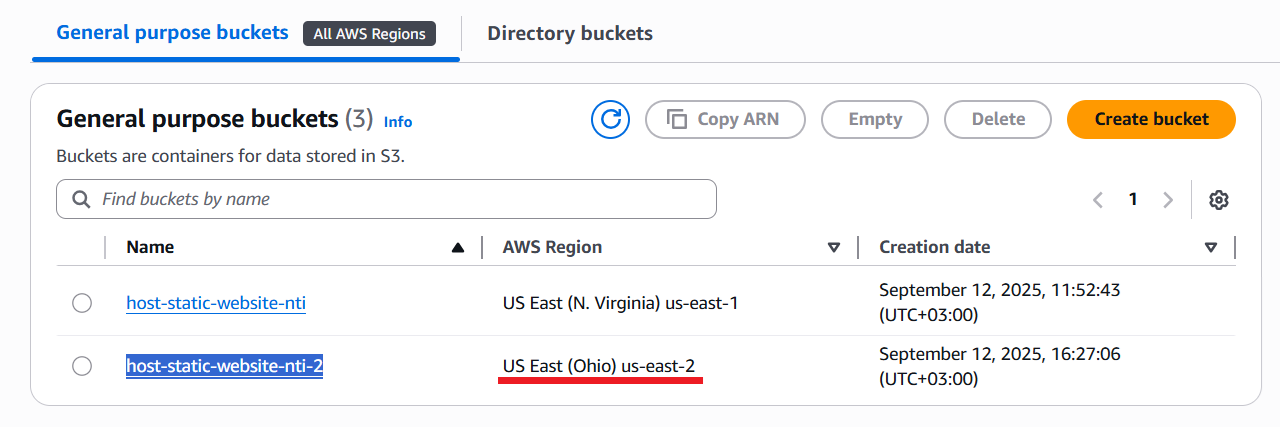 General purpose buckets All AWS Regions Directory buckets
General purpose buckets (3) Info Copy ARN Empty Delete Create bucket
Buckets are containers for data stored in S3.
Find buckets by name 1
Name AWS Region Creation date
host-static-website-nti US East (N. Virginia) us-east-1 September 12, 2025, 11:52:43
(UTC+03:00)
host-static-website-nti-2 US East (Ohio) us-east-2 September 12, 2025, 16:27:06
(UTC+03:00)